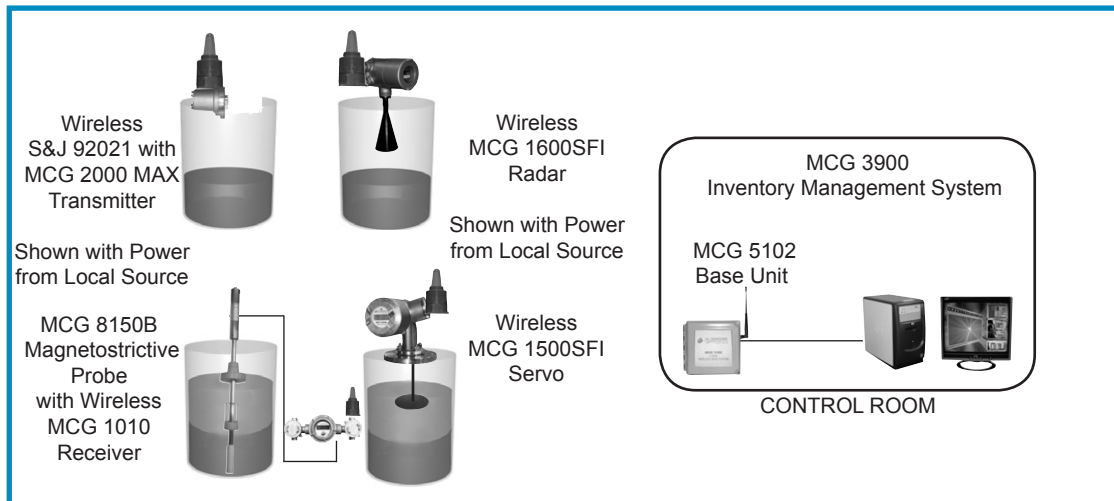 Wireless
S&J 92021 with
MCG 2000 MAX
Transmitter
Wireless
MCG 1600SFI
Radar
Shown with Power
from Local Source
Shown with Power
from Local Source
MCG 8150B
Magnetostrictive
Probe
with Wireless
MCG 1010
Receiver
Wireless
MCG 1500SFI
Servo
MCG 3900
Inventory Management System
MCG 5102
Base Unit
CONTROL ROOM